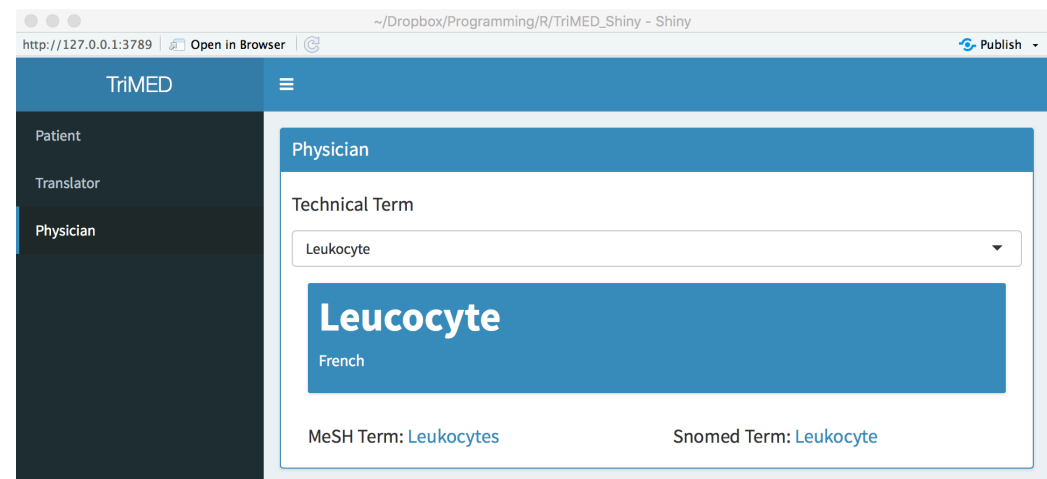 ~/Dropbox/Programming/R/TriMED_Shiny - Shiny
http://127.0.0.1:3789 Open in Browser Publish
TriMED
Patient
Translator
Physician
Physician
Technical Term
Leukocyte
Leucocyte
French
MeSH Term: Leukocytes Snomed Term: Leukocyte